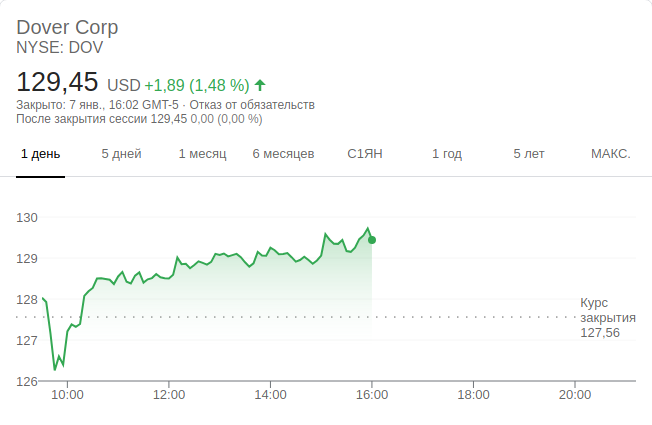 Dover Corp
NYSE: DOV
129,45 USD +1,89 (1,48 %)
Закрыто: 7 янв., 16:02 GMT-5 · Отказ от обязательств
После закрытия сессии 129,45 0,00 (0,00 %)
1 день 5 дней 1 месяц 6 месяцев С1ЯН 1 год 5 лет МАКС.
130
129
128
127
126
Курс
закрытия
127,56
10:00 12:00 14:00 16:00 18:00 20:00